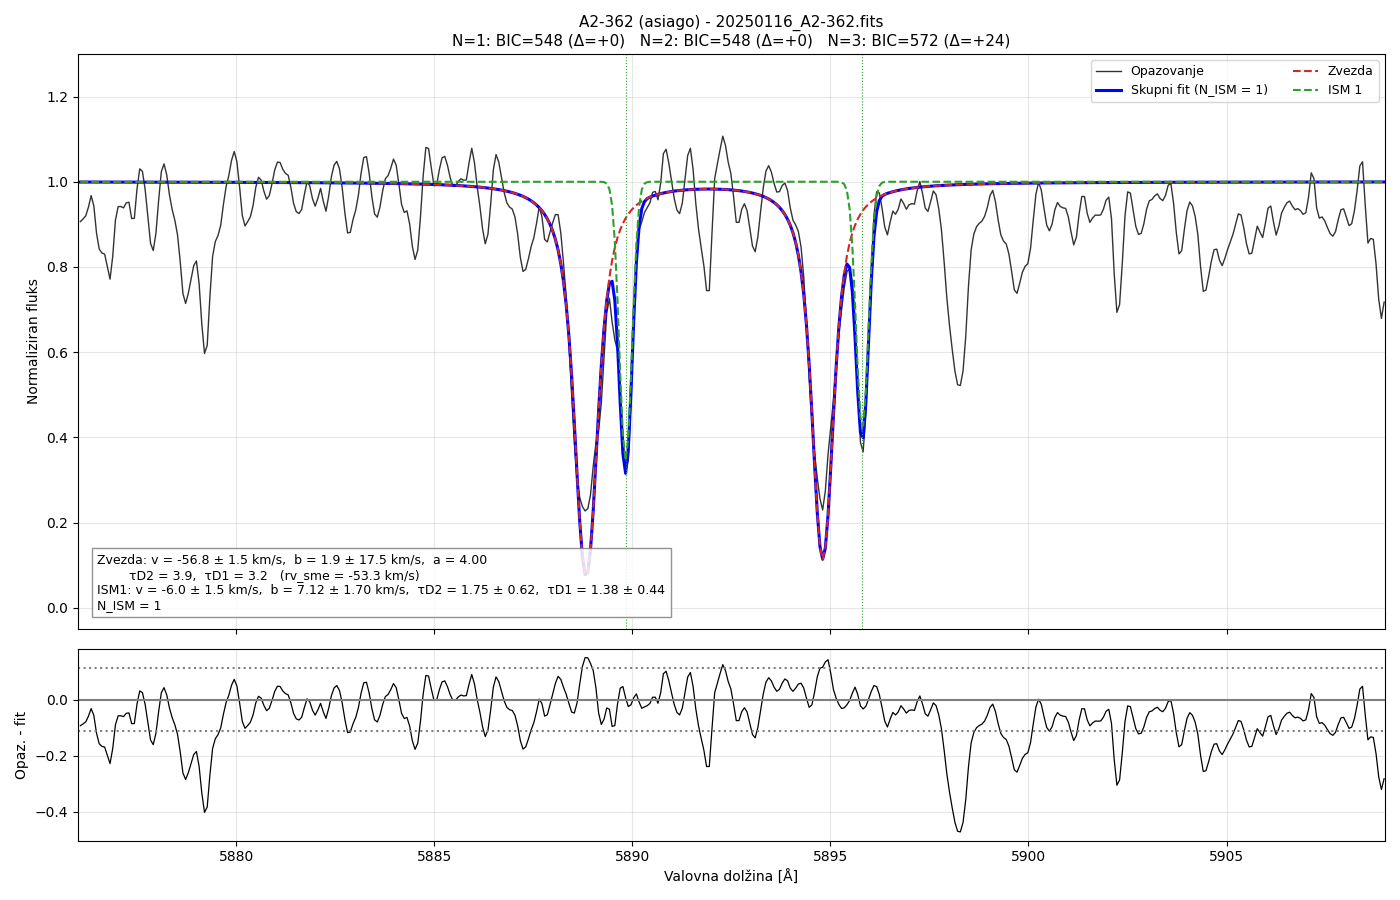 A2-362 (asiago) - 20250116_A2-362.fits
N=1: BIC=548 (Δ=+0)   N=2: BIC=548 (Δ=+0)   N=3: BIC=572 (Δ=+24)
Opazovanje
Skupni fit (N_ISM = 1)
Zvezda
ISM 1
Normaliziran fluks
1.2
1.0
0.8
0.6
0.4
0.2
0.0
Zvezda: v = -56.8 ± 1.5 km/s,  b = 1.9 ± 17.5 km/s,  a = 4.00
τD2 = 3.9,  τD1 = 3.2   (rv_sme = -53.3 km/s)
ISM1: v = -6.0 ± 1.5 km/s,  b = 7.12 ± 1.70 km/s,  τD2 = 1.75 ± 0.62,  τD1 = 1.38 ± 0.44
N_ISM = 1
Opaz. - fit
0.0
−0.2
−0.4
5880
5885
5890
5895
5900
5905
Valovna dolžina [Å]